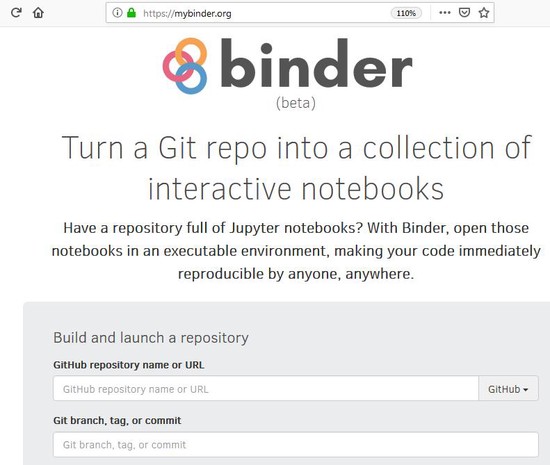 https://mybinder.org
110%
binder
(beta)
Turn a Git repo into a collection of
interactive notebooks
Have a repository full of Jupyter notebooks? With Binder, open those
notebooks in an executable environment, making your code immediately
reproducible by anyone, anywhere.
Build and launch a repository
GitHub repository name or URL
GitHub repository name or URL
GitHub
Git branch, tag, or commit
Git branch, tag, or commit